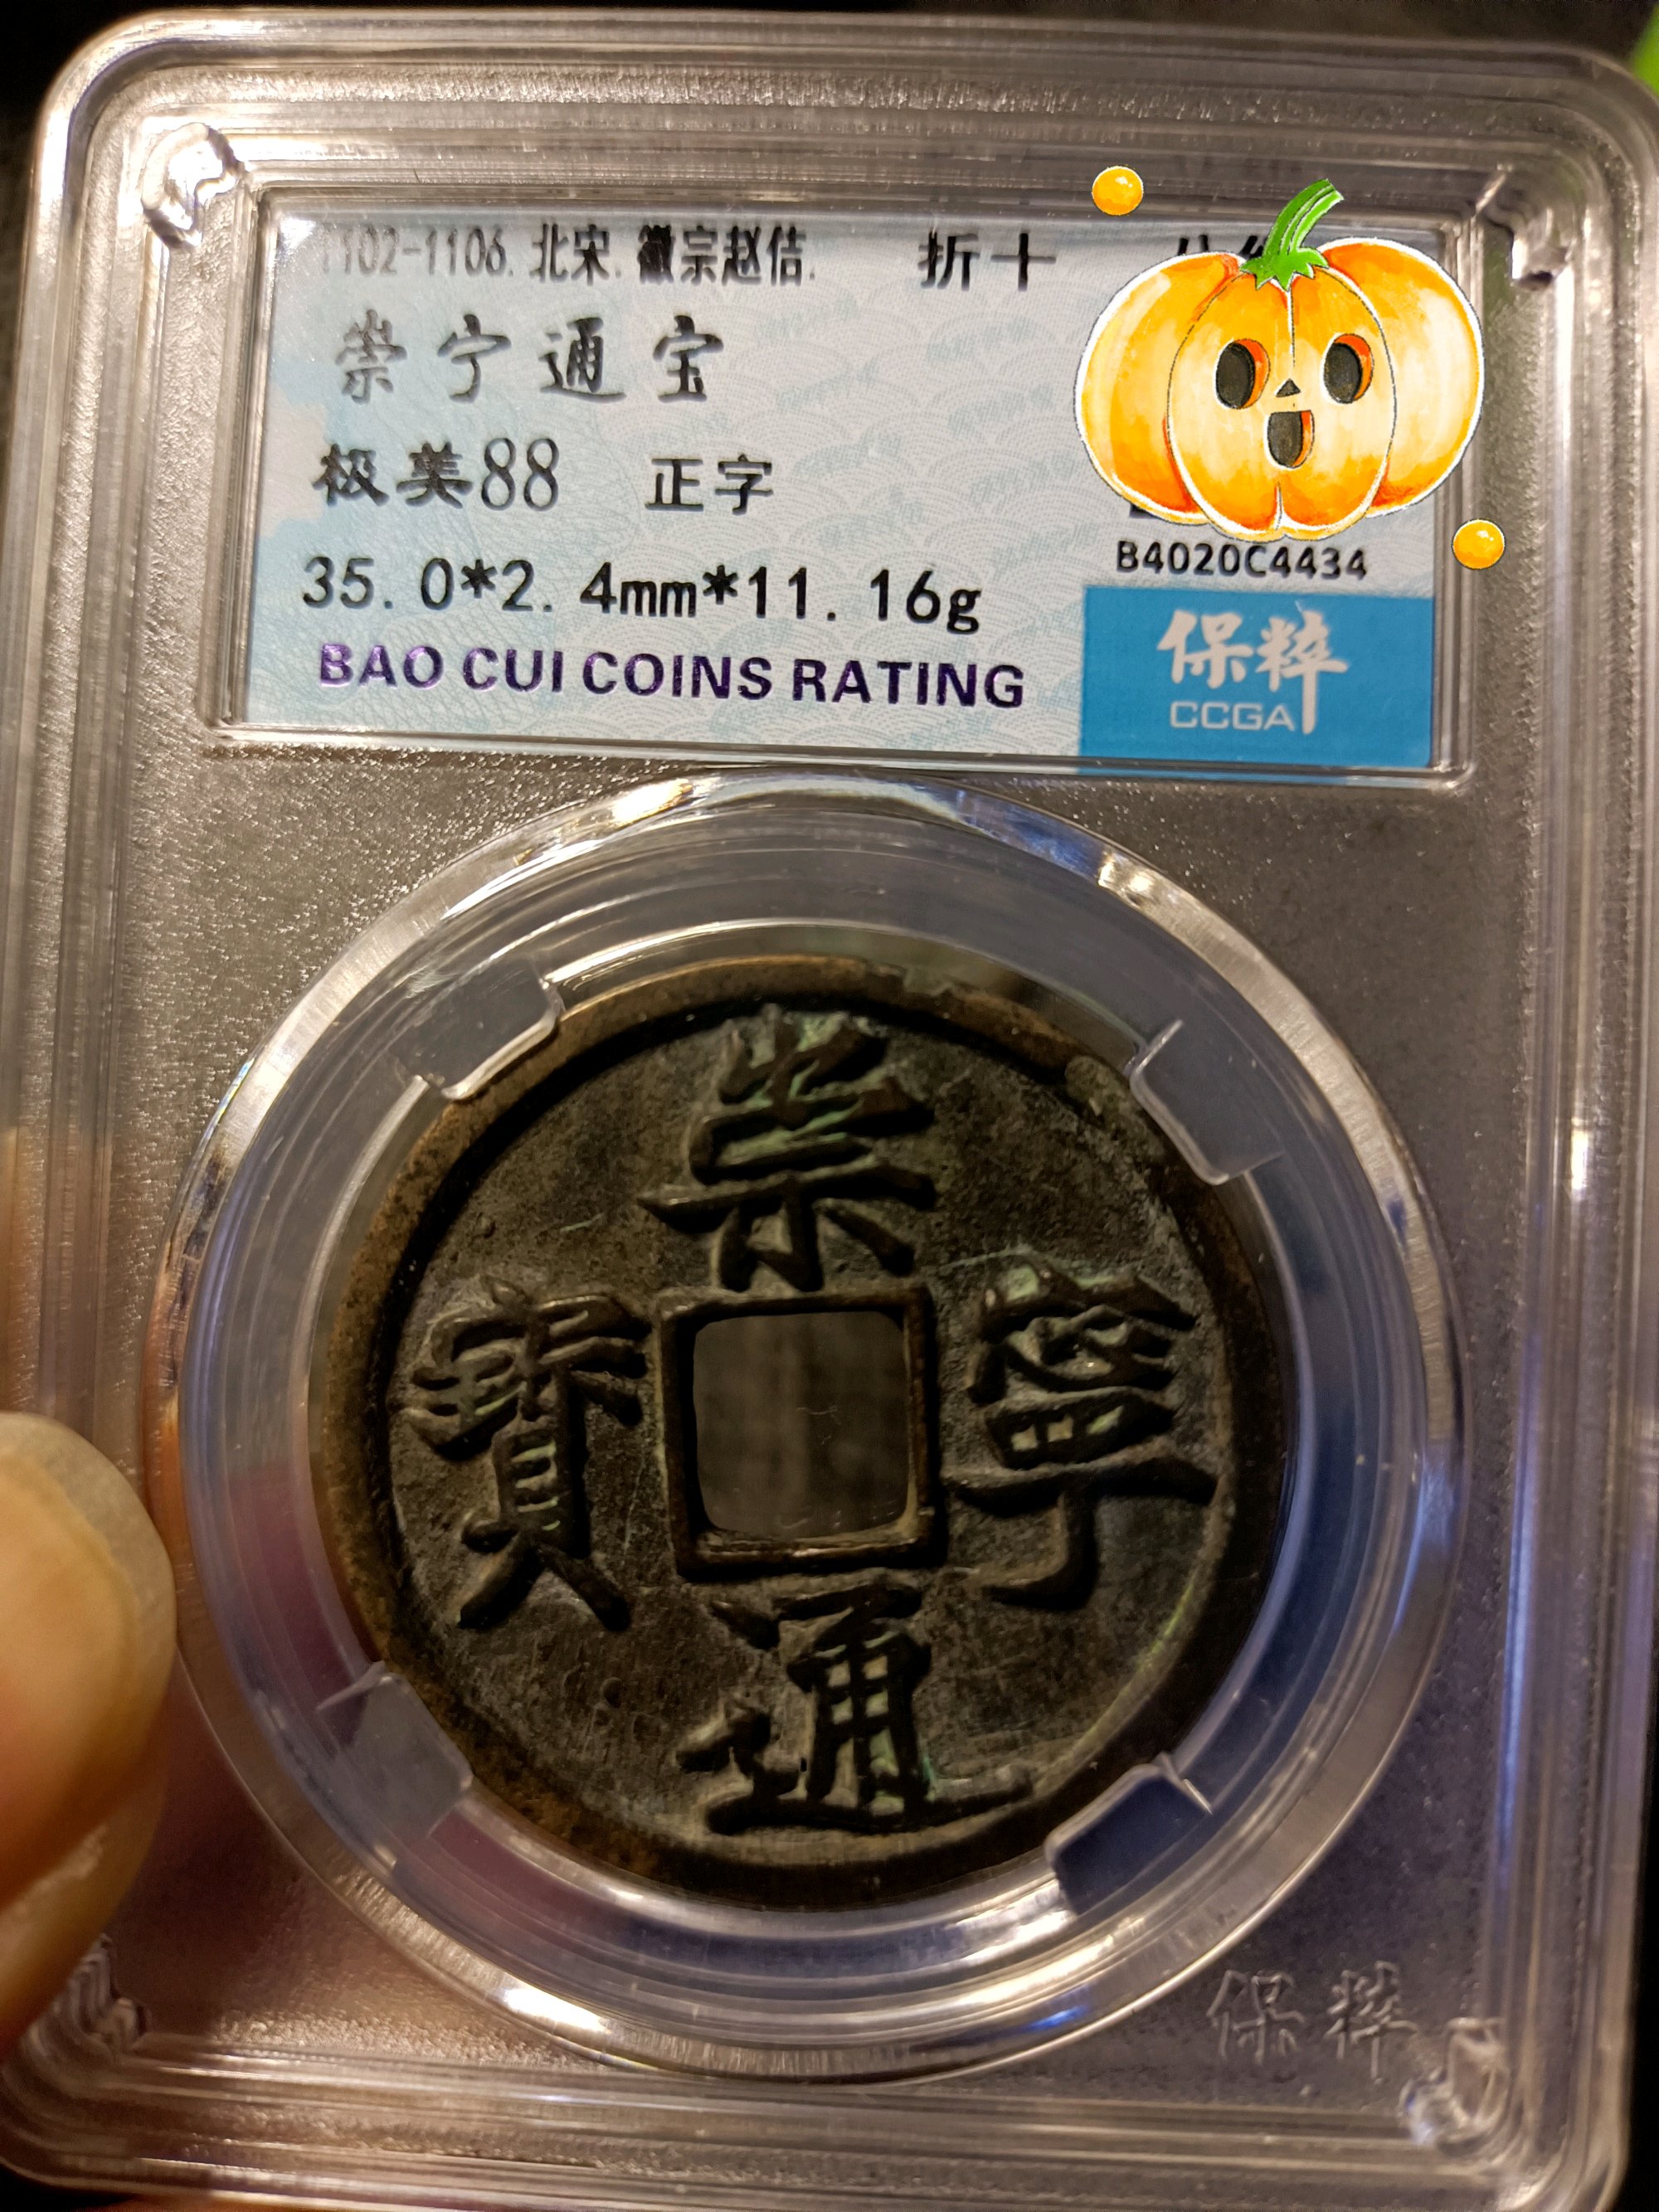 1102-1106.北宋.徽宗赵佶. 折十
崇宁通宝
极美88 正字
B4020C4434
35.0*2.4mm*11.16g
BAO CUI COINS RATING
保粹
CCGA
崇
寧
通
寳
保粹